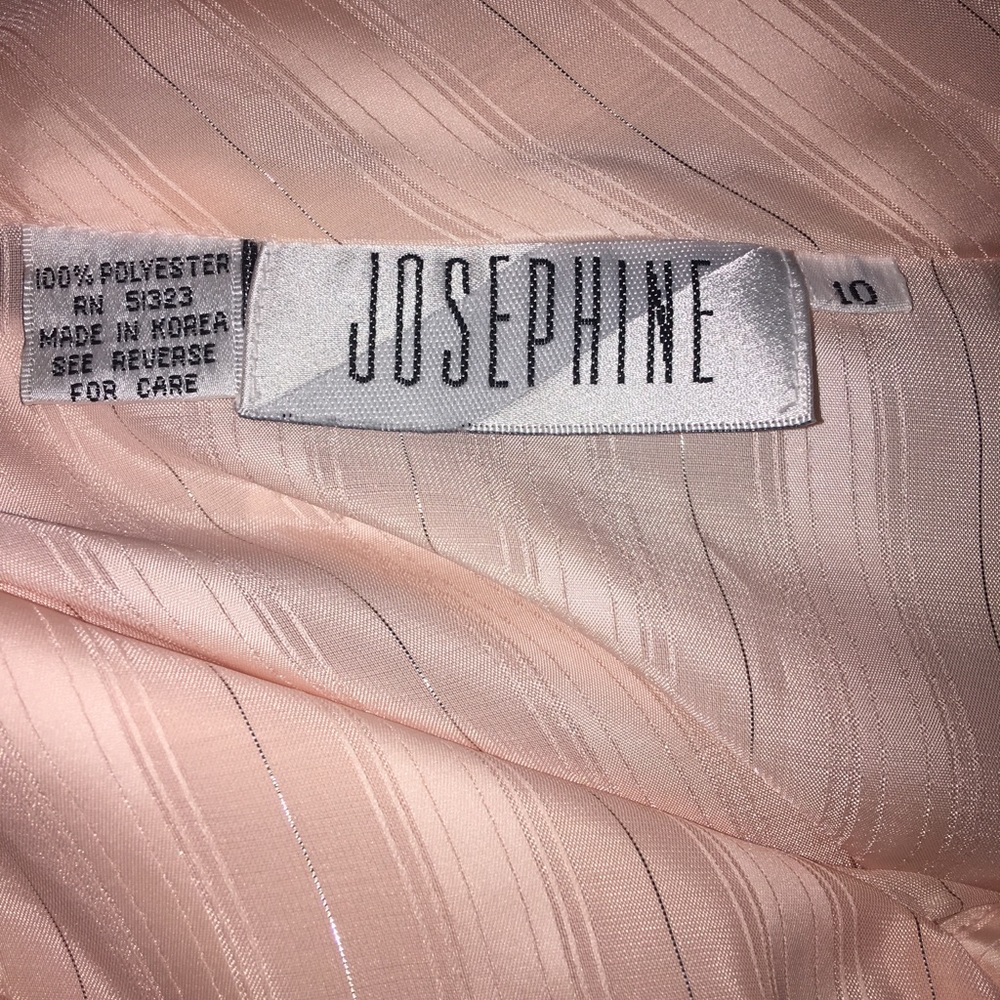 100% POLYESTER
RN 51323
MADE IN KOREA
SEE REVERSE
FOR CARE
JOSEPHINE
10